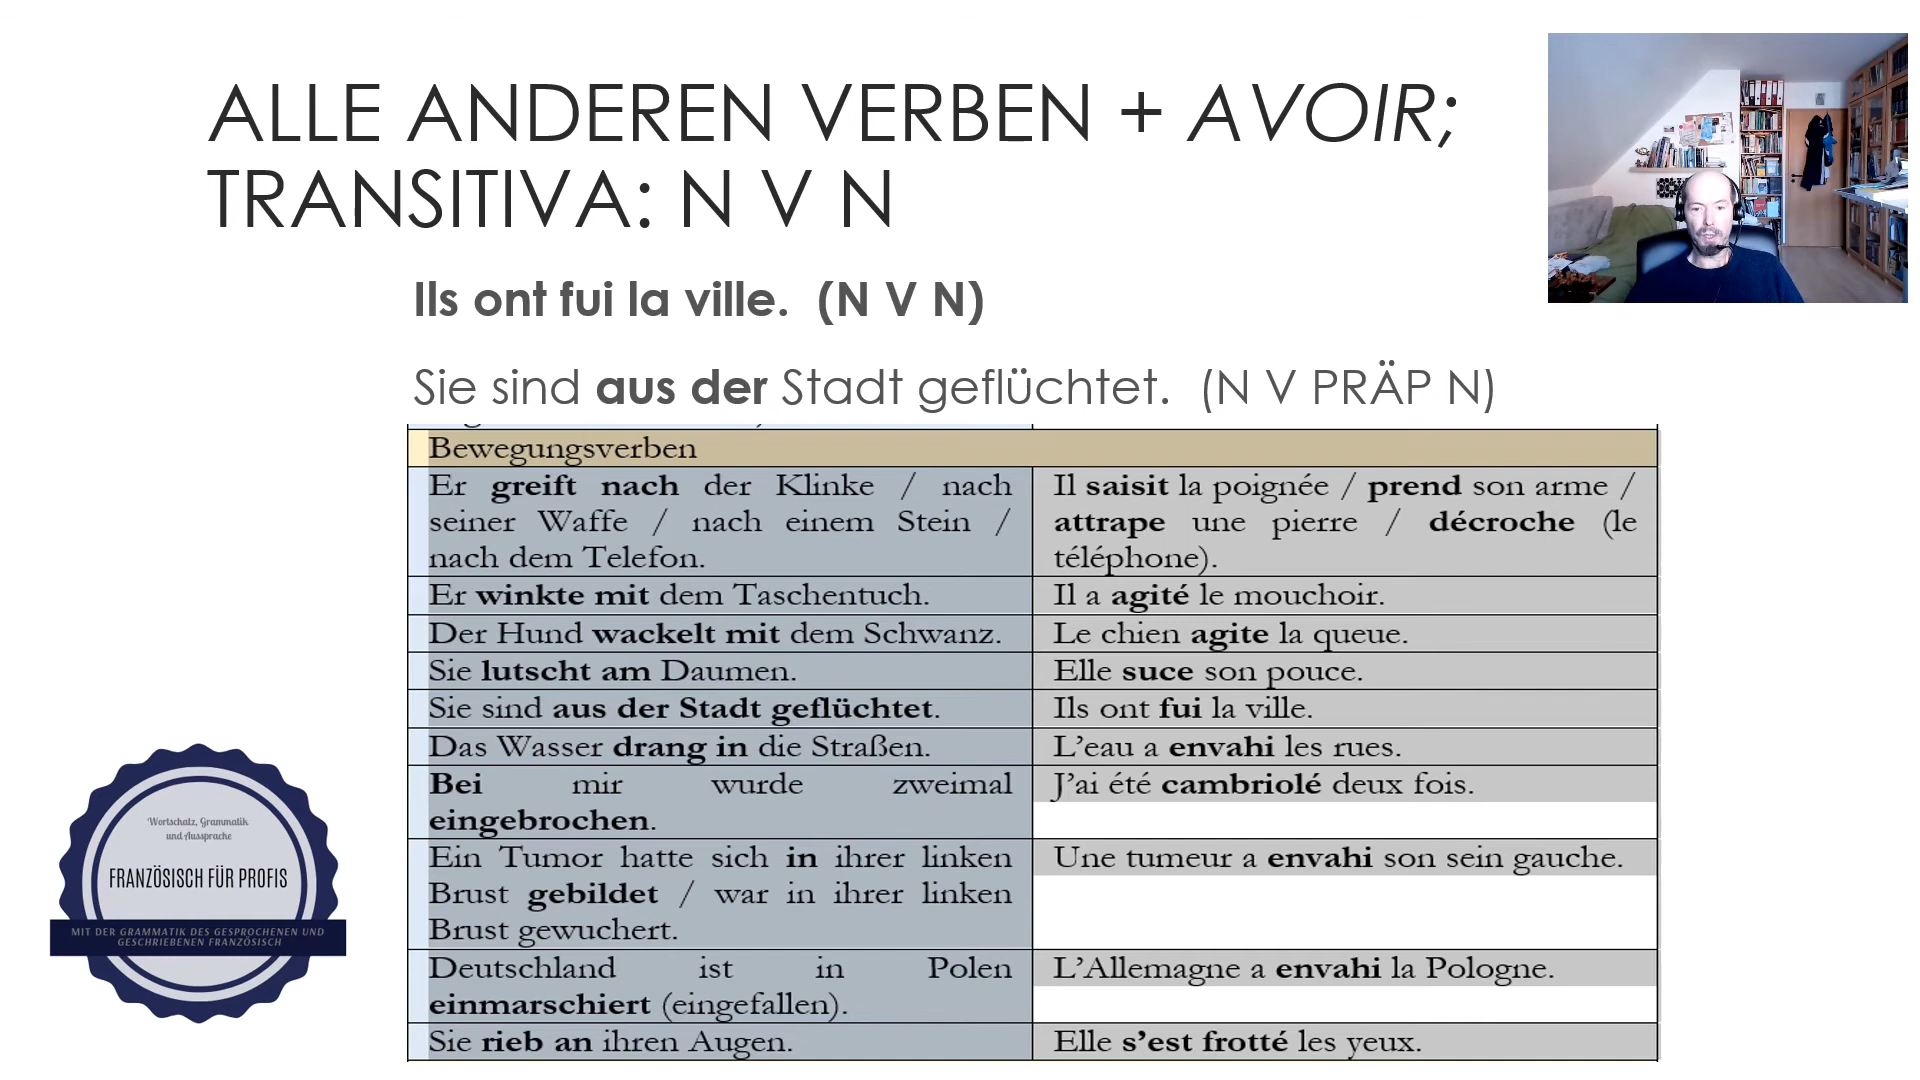 ALLE ANDEREN VERBEN + AVOIR;
TRANSITIVA: N V N
Ils ont fui la ville. (N V N)
Sie sind aus der Stadt geflüchtet. (N V PRÄP N)
Bewegungsverben
Er greift nach der Klinke / nach
seiner Waffe / nach einem Stein /
nach dem Telefon.
Il saisit la poignée / prend son arme /
attrape une pierre / décroche (le
téléphone).
Er winkte mit dem Taschentuch.
Il a agité le mouchoir.
Der Hund wackelt mit dem Schwanz.
Le chien agite la queue.
Sie lutscht am Daumen.
Elle suce son pouce.
Sie sind aus der Stadt geflüchtet.
Ils ont fui la ville.
Das Wasser drang in die Straßen.
L’eau a envahi les rues.
Bei mir wurde zweimal
eingebrochen.
J’ai été cambriolé deux fois.
Ein Tumor hatte sich in ihrer linken
Brust gebildet / war in ihrer linken
Brust gewuchert.
Une tumeur a envahi son sein gauche.
Deutschland ist in Polen
einmarschiert (eingefallen).
L’Allemagne a envahi la Pologne.
Sie rieb an ihren Augen.
Elle s’est frotté les yeux.
Wortschatz, Grammatik
und Aussprache
FRANZÖSISCH FÜR PROFIS
MIT DER GRAMMATIK DES GESPROCHENEN UND
GESCHRIEBENEN FRANZÖSISCH